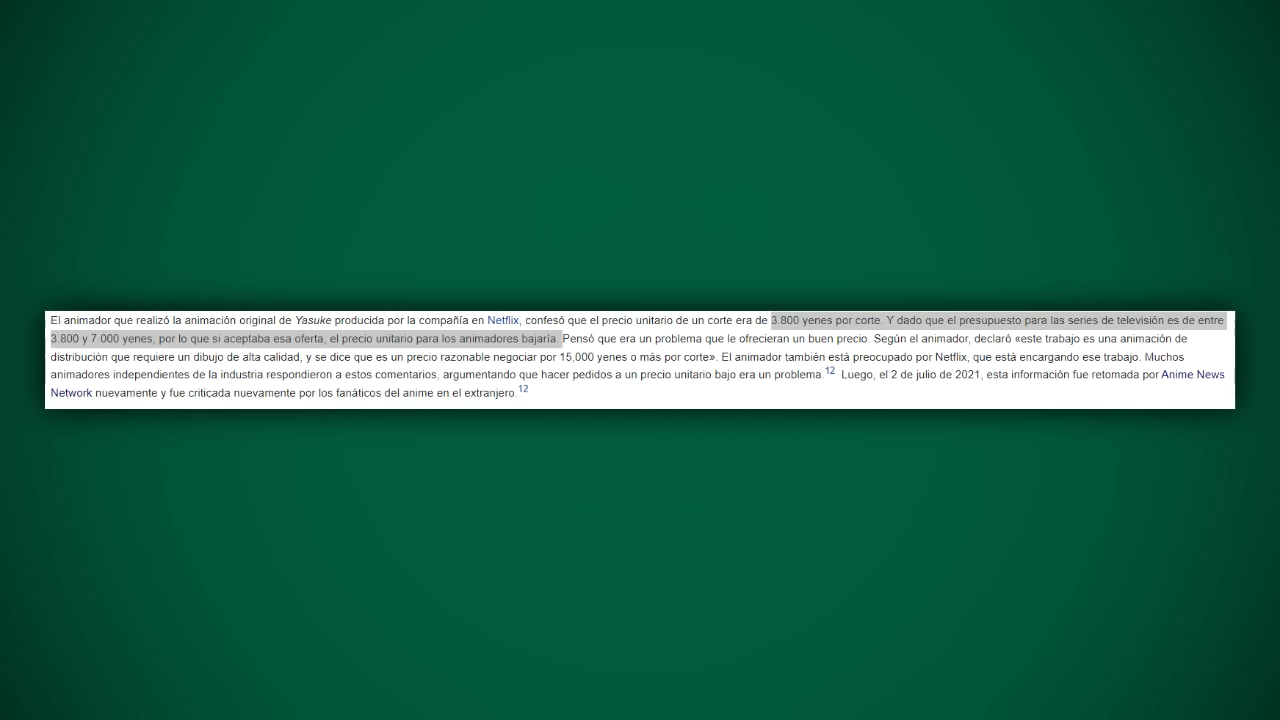 El animador que realizó la animación original de Yasuke producida por la compañía en Netflix, confesó que el precio unitario de un corte era de 3.800 yenes por corte. Y dado que el presupuesto para las series de televisión es de entre
3.800 y 7.000 yenes, por lo que si aceptaba esa oferta, el precio unitario para los animadores bajaría. Pensó que era un problema que le ofrecieran un buen precio. Según el animador, declaró «este trabajo es una animación de
distribución que requiere un dibujo de alta calidad, y se dice que es un precio razonable negociar por 15,000 yenes o más por corte». El animador también está preocupado por Netflix, que está encargando ese trabajo. Muchos
animadores independientes de la industria respondieron a estos comentarios, argumentando que hacer pedidos a un precio unitario bajo era un problema.12 Luego, el 2 de julio de 2021, esta información fue retomada por Anime News
Network nuevamente y fue criticada nuevamente por los fanáticos del anime en el extranjero.12